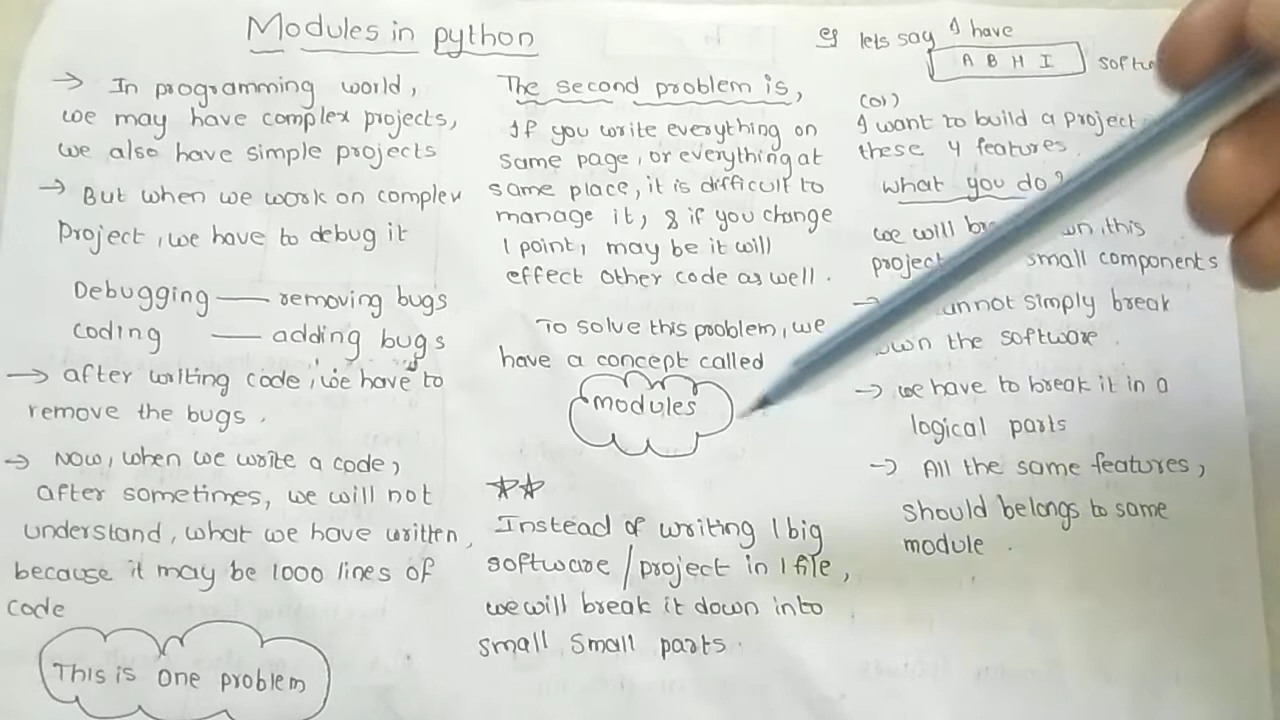 Modules in python
→ In programming world,
we may have complex projects,
we also have simple projects
→ But when we work on complex
project, we have to debug it
Debugging — removing bugs
coding — adding bugs
→ after writing code, we have to
remove the bugs.
→ Now, when we write a code,
after sometimes, we will not
understand, what we have written,
because it may be 1000 lines of
code
This is one problem
The second problem is,
If you write everything on
same page, or everything at
same place, it is difficult to
manage it, & if you change
1 point, may be it will
effect other code as well.
To solve this problem, we
have a concept called
modules
☆☆
Instead of writing 1 big
software/project in 1 file,
we will break it down into
small small parts.
eg lets say I have
A B H I
(or)
I want to build a project
these 4 features.
what you do?
we will this
project small components
→ simply break
the software.
→ we have to break it in a
logical parts
→ All the same features,
should belongs to same
module.